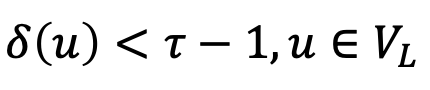 δ(u) < τ − 1, u ∈ V_L